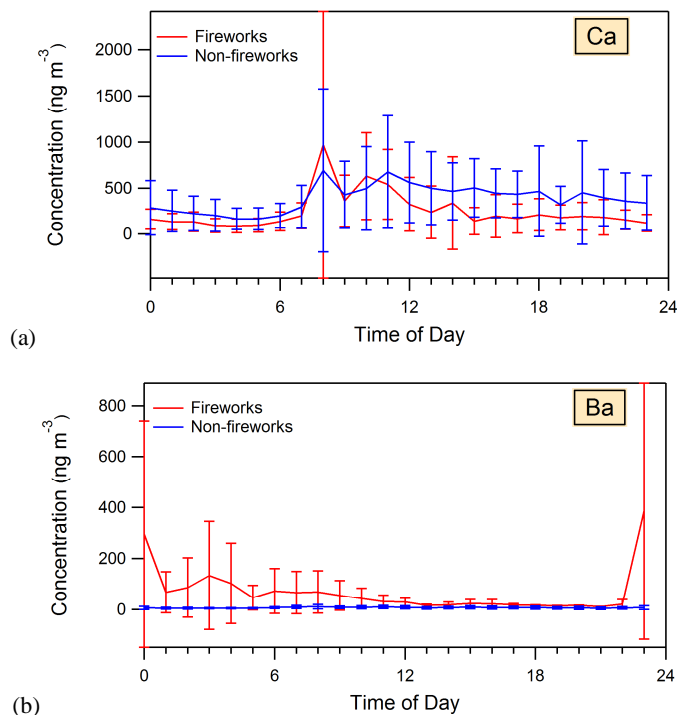 Ca
Fireworks
Non-fireworks
2000
1500
1000
500
0
Concentration (ng m⁻³)
0 6 12 18 24
Time of Day
(a)
Ba
Fireworks
Non-fireworks
800
600
400
200
0
Concentration (ng m⁻³)
0 6 12 18 24
Time of Day
(b)